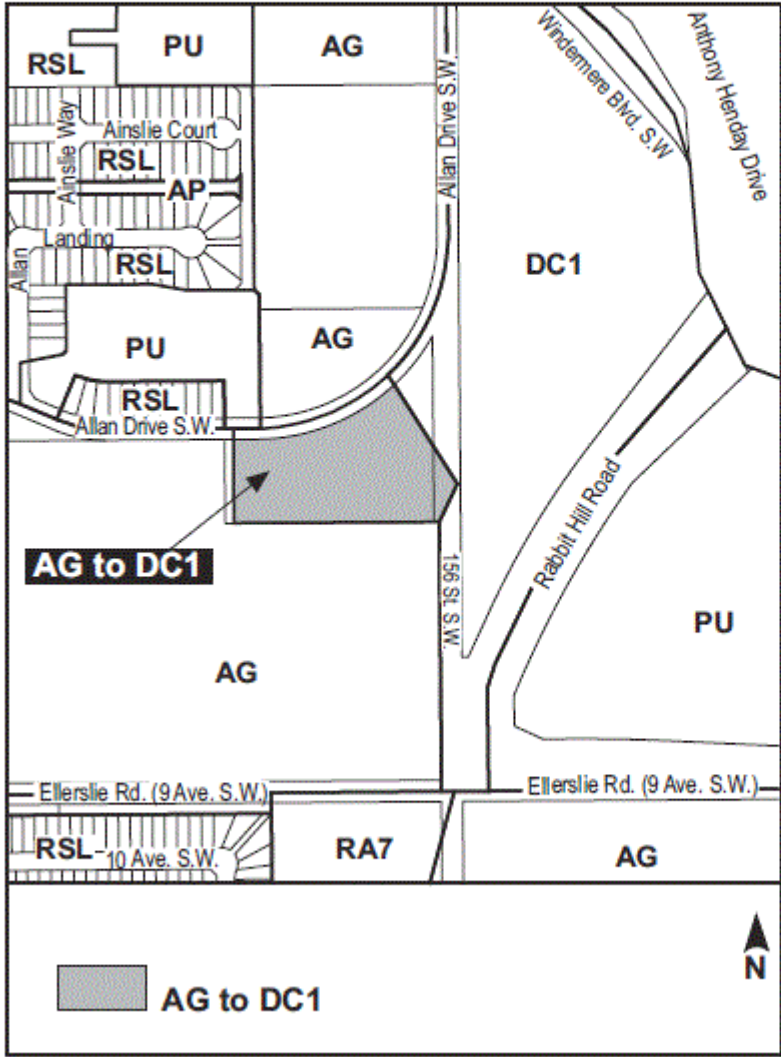 PU
AG
RSL
Windermere Blvd. S.W
Anthony Henday Drive
Allan Drive S.W.
Ainslie Way
Ainslie Court
RSL
AP
Allan
Landing
RSL
DC1
AG
PU
RSL
Allan Drive S.W.
AG to DC1
156 St. S.W.
Rabbit Hill Road
PU
AG
Ellerslie Rd. (9 Ave. S.W.)
Ellerslie Rd. (9 Ave. S.W.)
RSL
10 Ave. S.W.
RA7
AG
N
AG to DC1